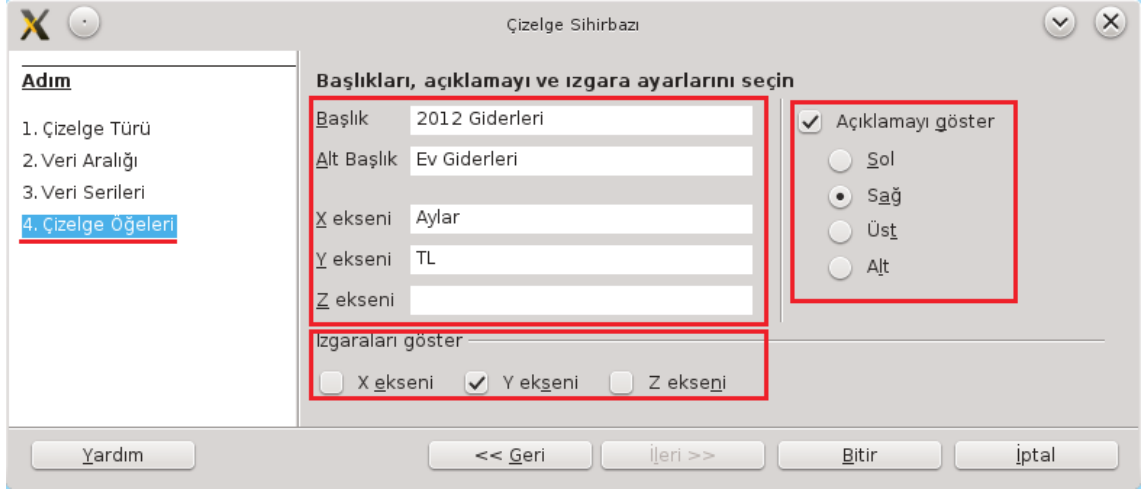 Çizelge Sihirbazı
Adım
1. Çizelge Türü
2. Veri Aralığı
3. Veri Serileri
4. Çizelge Öğeleri
Başlıkları, açıklamayı ve ızgara ayarlarını seçin
Başlık 2012 Giderleri
Alt Başlık Ev Giderleri
X ekseni Aylar
Y ekseni TL
Z ekseni
Açıklamayı göster
Sol
Sağ
Üst
Alt
Izgaraları göster
X ekseni Y ekseni Z ekseni
Yardım << Geri İleri >> Bitir İptal